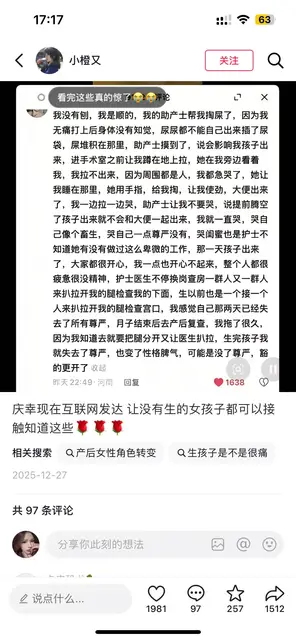 17:17
63
小橙又
关注
看完这些真的惊了😭😭评论
我没有刨，我是顺的，我的助产士帮我掏屎了，因为我
无痛打上后身体没有知觉，尿尿都不能自己出来插了尿
袋，屎堆积在那里，助产士摸到了，说会影响我孩子出
来，进手术室之前让我蹲在地上拉，她在我旁边看着
我，我拉不出来，因为周围都是人，我都急哭了，她让
我睡在那里，她用手指，给我掏，让我使劲，大便出来
了，我一边拉一边哭，助产士让我不要哭，说提前腾空
了孩子出来就不会和大便一起出来，我就一直哭，哭自
己像个畜生，哭自己一点尊严没有，哭闺蜜也是护士不
知道她有没有做过这么卑微的工作，那一天孩子出来
了，大家都很开心，我一点也开心不起来，整个人都很
疲惫很没精神，护士医生不停换岗查房一群人又一群人
来扒拉开我的腿检查我的下面，生以前也是一个接一个
人来扒拉开我的腿检查宫口，我感觉自己那两天已经失
去了所有尊严，月子结束后去产后复查，我拖了很久，
因为我知道去就要把腿分开又让医生扒拉，生完孩子我
就失去了尊严，也变了性格脾气，可能是没了尊严，豁
的更开了 收起
昨天 22:49 · 河南 回复
1638
庆幸现在互联网发达 让没有生的女孩子都可以接
触知道这些🌹🌹🌹
相关搜索 产后女性角色转变 生孩子是不是很痛
2025-12-27
共 97 条评论
分享你此刻的想法
说点什么...
1981
97
257
1512